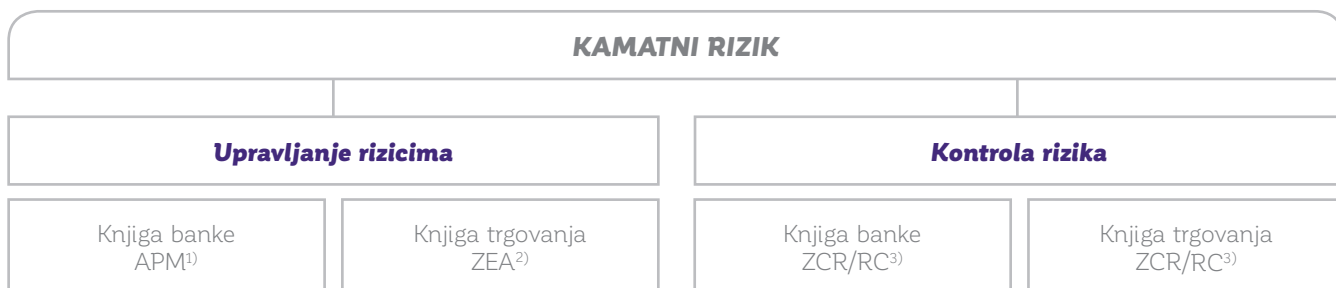 KAMATNI RIZIK
Upravljanje rizicima
Kontrola rizika
Knjiga banke
APM1)
Knjiga trgovanja
ZEA2)
Knjiga banke
ZCR/RC3)
Knjiga trgovanja
ZCR/RC3)